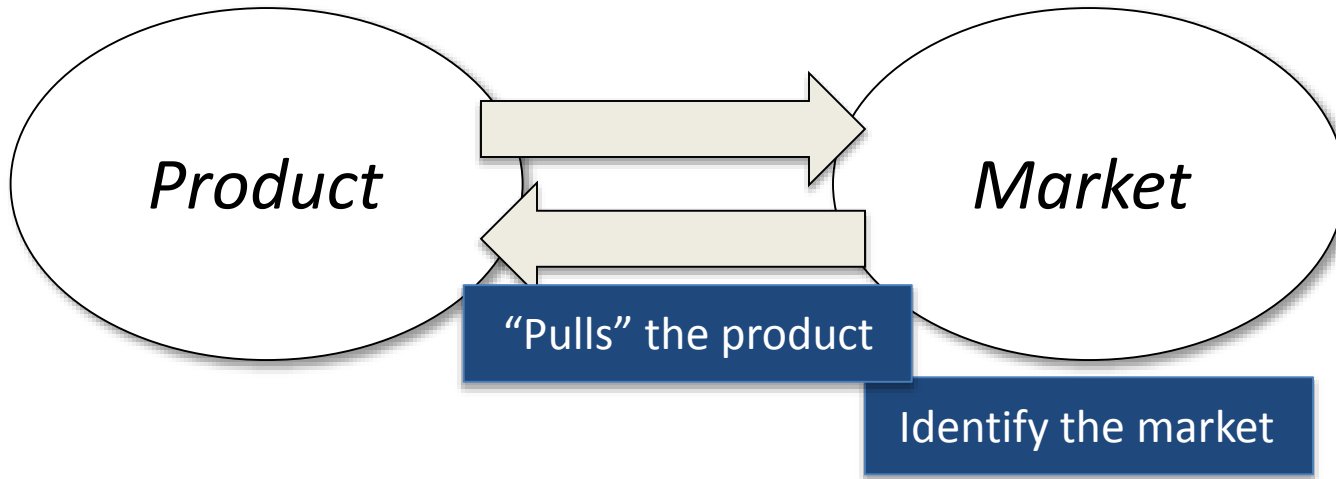 Product
Market
“Pulls” the product
Identify the market